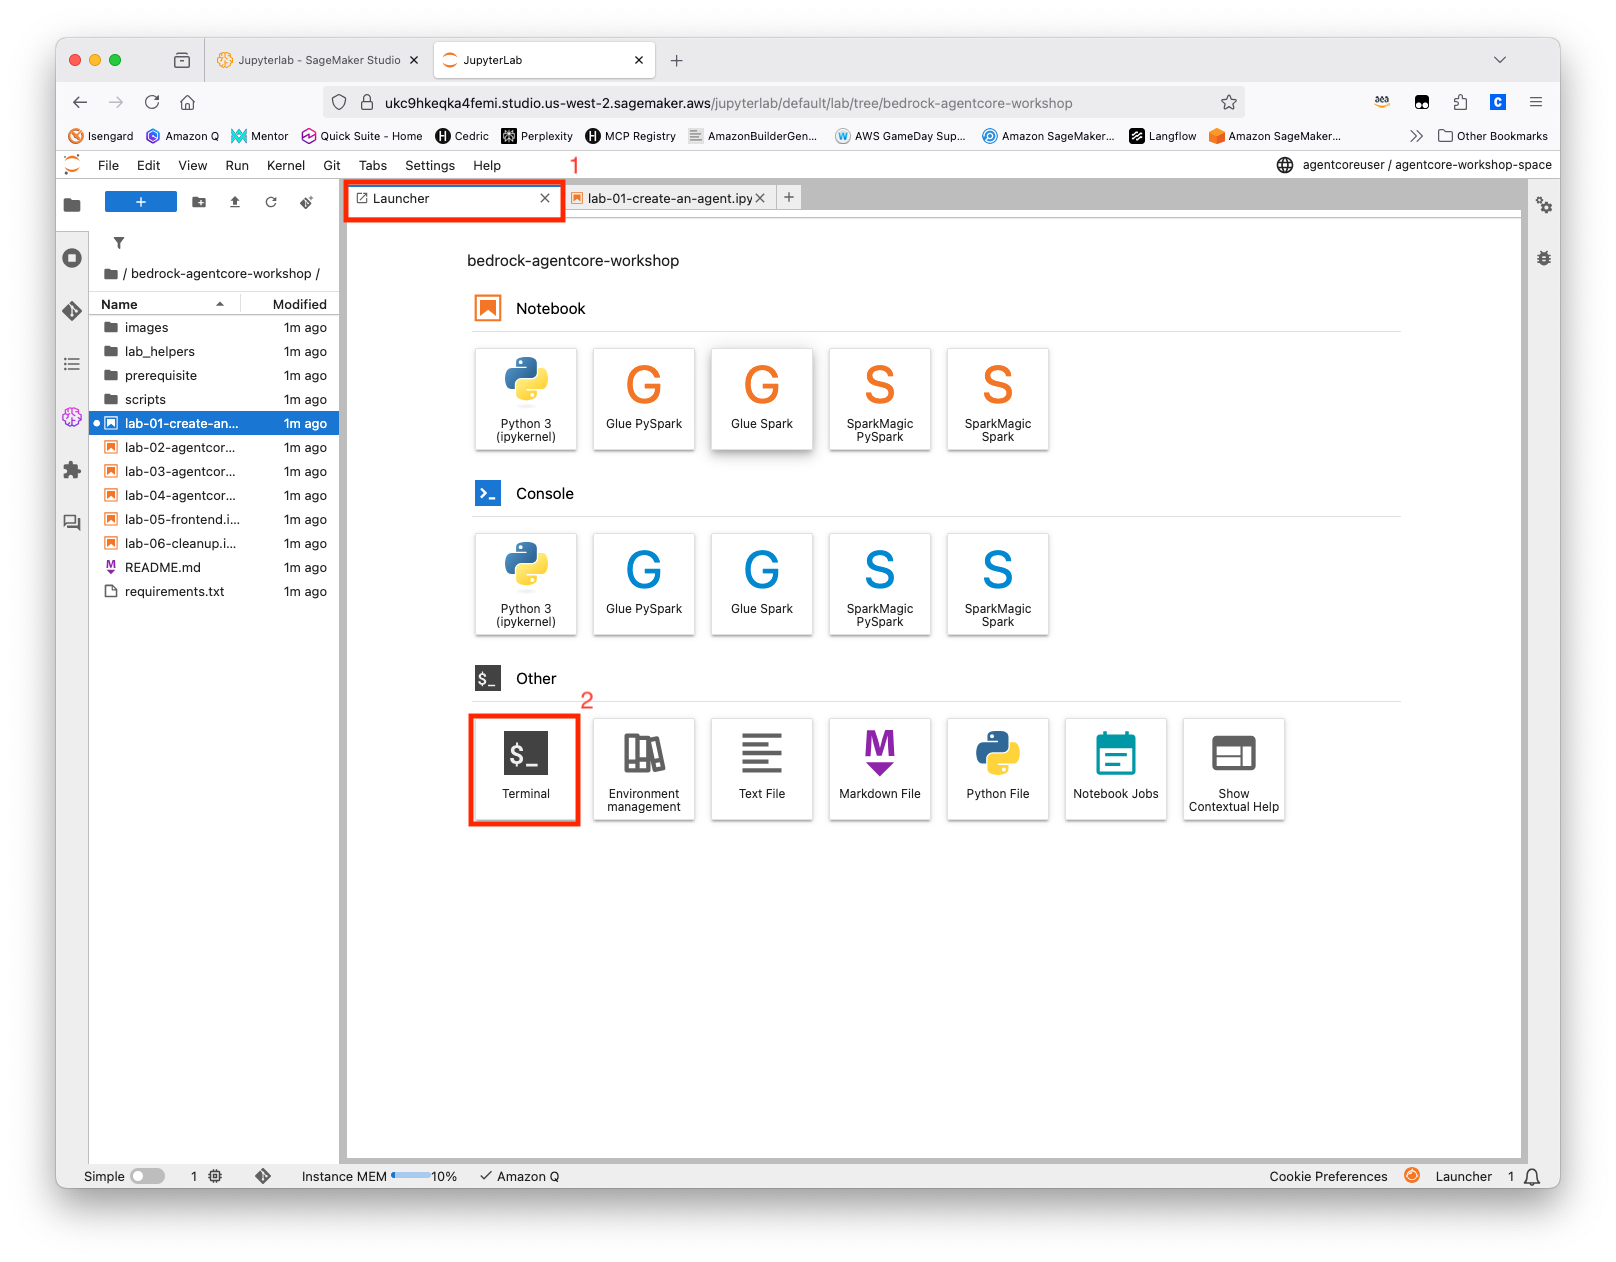 Jupyterlab - SageMaker Studio
JupyterLab
ukc9hkeqka4femi.studio.us-west-2.sagemaker.aws/jupyterlab/default/lab/tree/bedrock-agentcore-workshop
aea
C
Isengard
Amazon Q
Mentor
Quick Suite - Home
Cedric
Perplexity
MCP Registry
AmazonBuilderGen...
AWS GameDay Sup...
Amazon SageMaker...
Langflow
Amazon SageMaker...
Other Bookmarks
File
Edit
View
Run
Kernel
Git
Tabs
Settings
Help
1
agentcoreuser / agentcore-workshop-space
+
Launcher
lab-01-create-an-agent.ipy
/ bedrock-agentcore-workshop /
Name
Modified
images 1m ago
lab_helpers 1m ago
prerequisite 1m ago
scripts 1m ago
lab-01-create-an... 1m ago
lab-02-agentcor... 1m ago
lab-03-agentcor... 1m ago
lab-04-agentcor... 1m ago
lab-05-frontend.i... 1m ago
lab-06-cleanup.i... 1m ago
README.md 1m ago
requirements.txt 1m ago
bedrock-agentcore-workshop
Notebook
Python 3
(ipykernel)
G
Glue PySpark
G
Glue Spark
S
SparkMagic
PySpark
S
SparkMagic
Spark
Console
Python 3
(ipykernel)
G
Glue PySpark
G
Glue Spark
S
SparkMagic
PySpark
S
SparkMagic
Spark
$_
Other
2
$_
Terminal
Environment
management
Text File
M
Markdown File
Python File
Notebook Jobs
Show
Contextual Help
Simple
1
Instance MEM
10%
Amazon Q
Cookie Preferences
Launcher
1